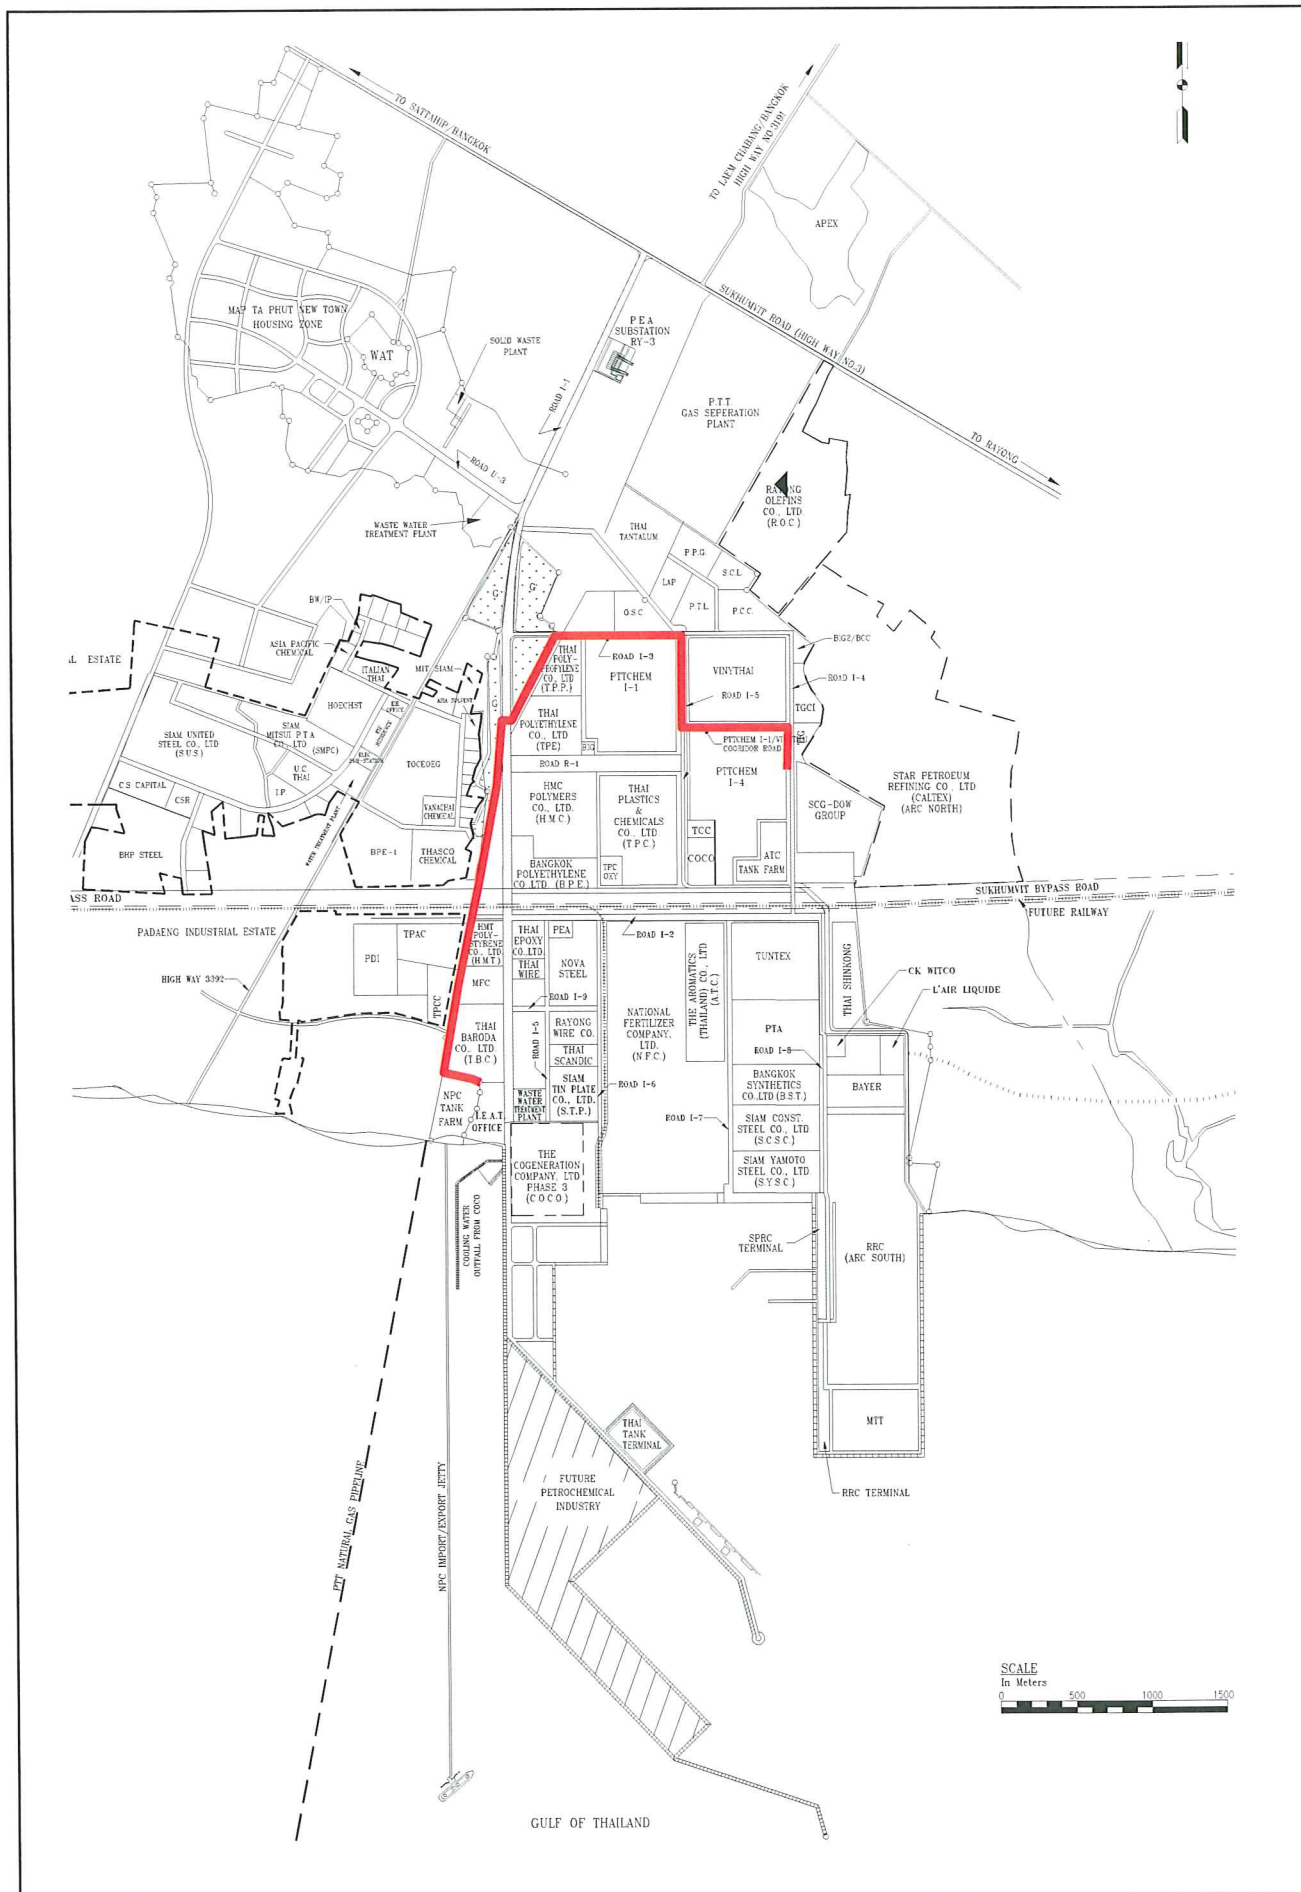 TO SATTAHIP/BANGKOK
TO LAEM CHABANG/BANGKOK
HIGH WAY NO.3191
APEX
SUKHUMVIT ROAD (HIGH WAY NO.3)
TO RAYONG
MAP TA PHUT NEW TOWN
HOUSING ZONE
WAT
SOLID WASTE
PLANT
P E A
SUBSTATION
RY-3
ROAD I-1
ROAD U-3
P.T.T.
GAS SEPERATION
PLANT
RAYONG
OLEFINS
CO., LTD.
(R.O.C.)
WASTE WATER
TREATMENT PLANT
THAI
TANTALUM
P.P.G.
S.C.L.
LAP
P.T.L.
P.C.C.
O.S.C.
G
G
G
BW/IP
ASIA PACIFIC
CHEMICAL
ITALIAN
THAI
MIT. SIAM
ASIA SOLVENT
AL ESTATE
HOECHST
SIAM UNITED
STEEL CO., LTD
(S.U.S.)
SIAM
MITSUI P.T.A
CO., LTD
(SMPC)
U.C.
THAI
I.P.
C.S CAPITAL
CSR
BHP STEEL
TOCEOEG
VANACHAI
CHEMICAL
BPE-1
THASCO
CHEMICAL
WATER TREATMENT PLANT
THAI
POLY-
PROPYLENE
CO., LTD
(T.P.P.)
ROAD I-3
PTTCHEM
I-1
VINYTHAI
ROAD I-5
BIG2/BCC
ROAD I-4
TGCI
THAI
POLYETHYLENE
CO., LTD
(TPE)
BIG
ROAD R-1
COGRIDOR ROAD
PTTCHEM
I-4
HMC
POLYMERS
CO., LTD.
(H.M.C.)
THAI
PLASTICS
&
CHEMICALS
CO., LTD.
(T.P.C.)
TCC
COCO
ATC
TANK FARM
SCG-DOW
GROUP
STAR PETROEUM
REFINING CO., LTD
(CALTEX)
(ARC NORTH)
BANGKOK
POLYETHYLENE
CO.,LTD. (B.P.E.)
TPC
OXY
ASS ROAD
SUKHUMVIT BYPASS ROAD
FUTURE RAILWAY
PADAENG INDUSTRIAL ESTATE
HIGH WAY 3392
PDI
TPAC
TPCC
HMT
POLY-
STYRENE
CO., LTD.
(H.M.T.)
MFC
THAI
BARODA
CO., LTD.
(T.B.C.)
THAI
EPOXY
CO.,LTD.
THAI
WIRE
PEA
NOVA
STEEL
ROAD I-2
ROAD I-9
ROAD I-5
RAYONG
WIRE CO.
THAI
SCANDIC
SIAM
TIN PLATE
CO., LTD.
(S.T.P.)
WASTE
WATER
TREATMENT
PLANT
ROAD I-6
NATIONAL
FERTILIZER
COMPANY,
LTD.
(N.F.C.)
THE AROMATICS
(THAILAND) CO., LTD
(A.T.C.)
TUNTEX
PTA
ROAD I-8
BANGKOK
SYNTHETICS
CO.,LTD (B.S.T.)
ROAD I-7
SIAM CONST.
STEEL CO., LTD
(S.C.S.C.)
SIAM YAMOTO
STEEL CO., LTD
(S.Y.S.C.)
THAI SHINKONG
CK WITCO
L'AIR LIQUIDE
BAYER
NPC
TANK
FARM
I.E.A.T.
OFFICE
THE
COGENERATION
COMPANY, LTD
PHASE 3
(C.O.C.O.)
COOLING WATER
OUTFALL FROM COCO
SPRC
TERMINAL
RRC
(ARC SOUTH)
MTT
RRC TERMINAL
THAI
TANK
TERMINAL
FUTURE
PETROCHEMICAL
INDUSTRY
PTT NATURAL GAS PIPELINE
NPC IMPORT/EXPORT JETTY
SCALE
In Meters
0 500 1000 1500
GULF OF THAILAND